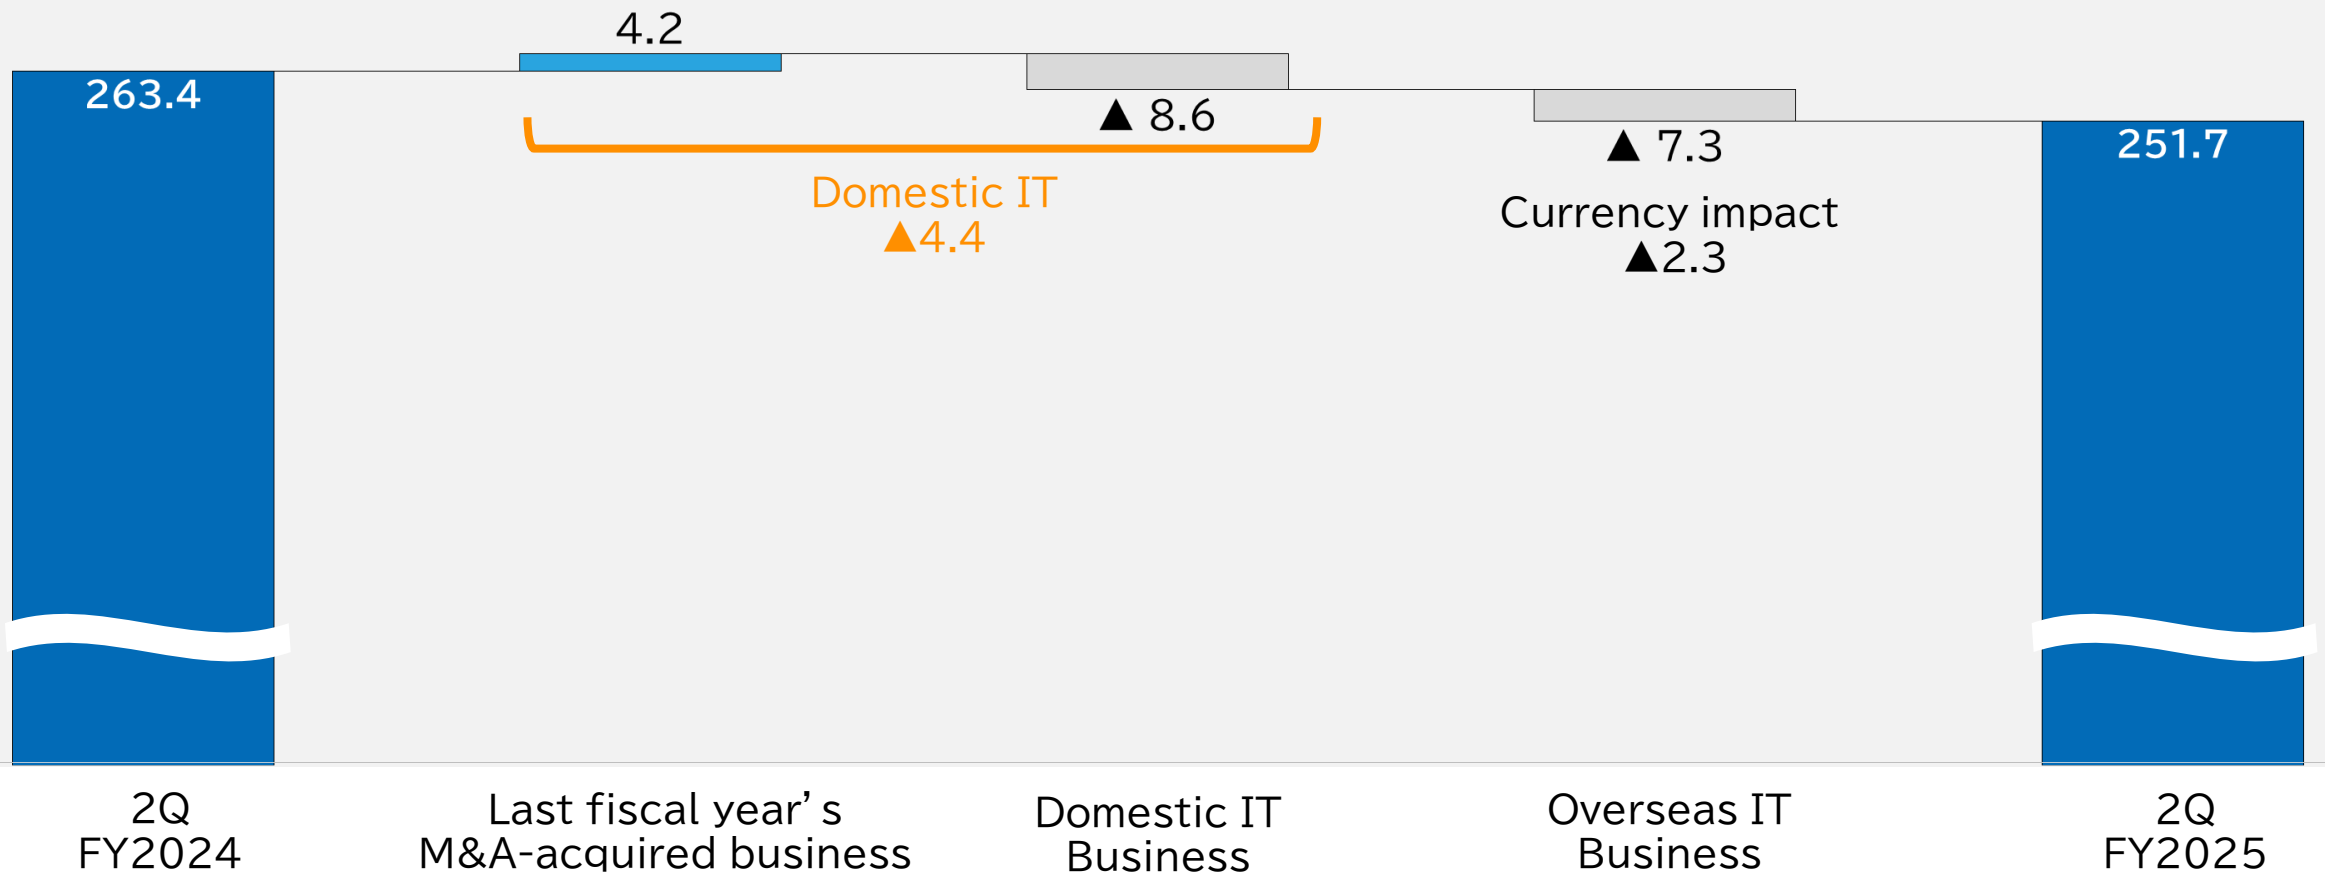 4.2
263.4
▲ 8.6
Domestic IT
▲4.4
▲ 7.3
Currency impact
▲2.3
251.7
2Q
FY2024
Last fiscal year’s
M&A-acquired business
Domestic IT
Business
Overseas IT
Business
2Q
FY2025